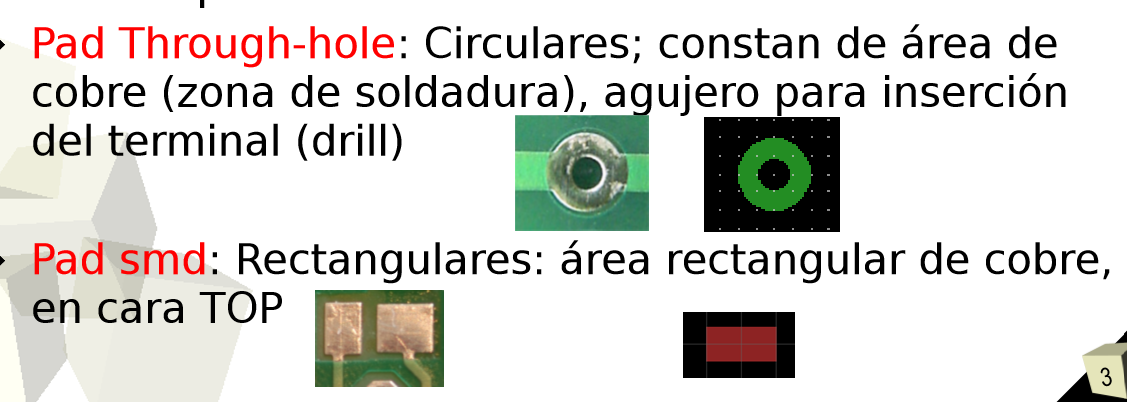 Pad Through-hole: Circulares; constan de área de
cobre (zona de soldadura), agujero para inserción
del terminal (drill)
Pad smd: Rectangulares: área rectangular de cobre,
en cara TOP
3